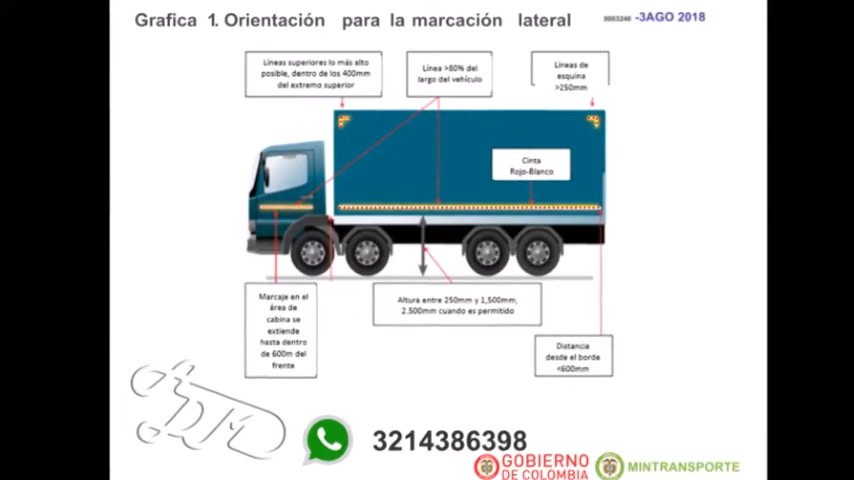 Grafica 1. Orientación para la marcación lateral
0003240 -3AGO 2018
Líneas superiores lo más alto
posible, dentro de los 400mm
del extremo superior
Línea >80% del
largo del vehículo
Líneas de
esquina
>250mm
Cinta
Rojo-Blanco
Marcaje en el
área de
cabina se
extiende
hasta dentro
de 600m del
frente
Altura entre 250mm y 1,500mm,
2.500mm cuando es permitido
Distancia
desde el borde
<600mm
ADM
3214386398
GOBIERNO
DE COLOMBIA
MINTRANSPORTE